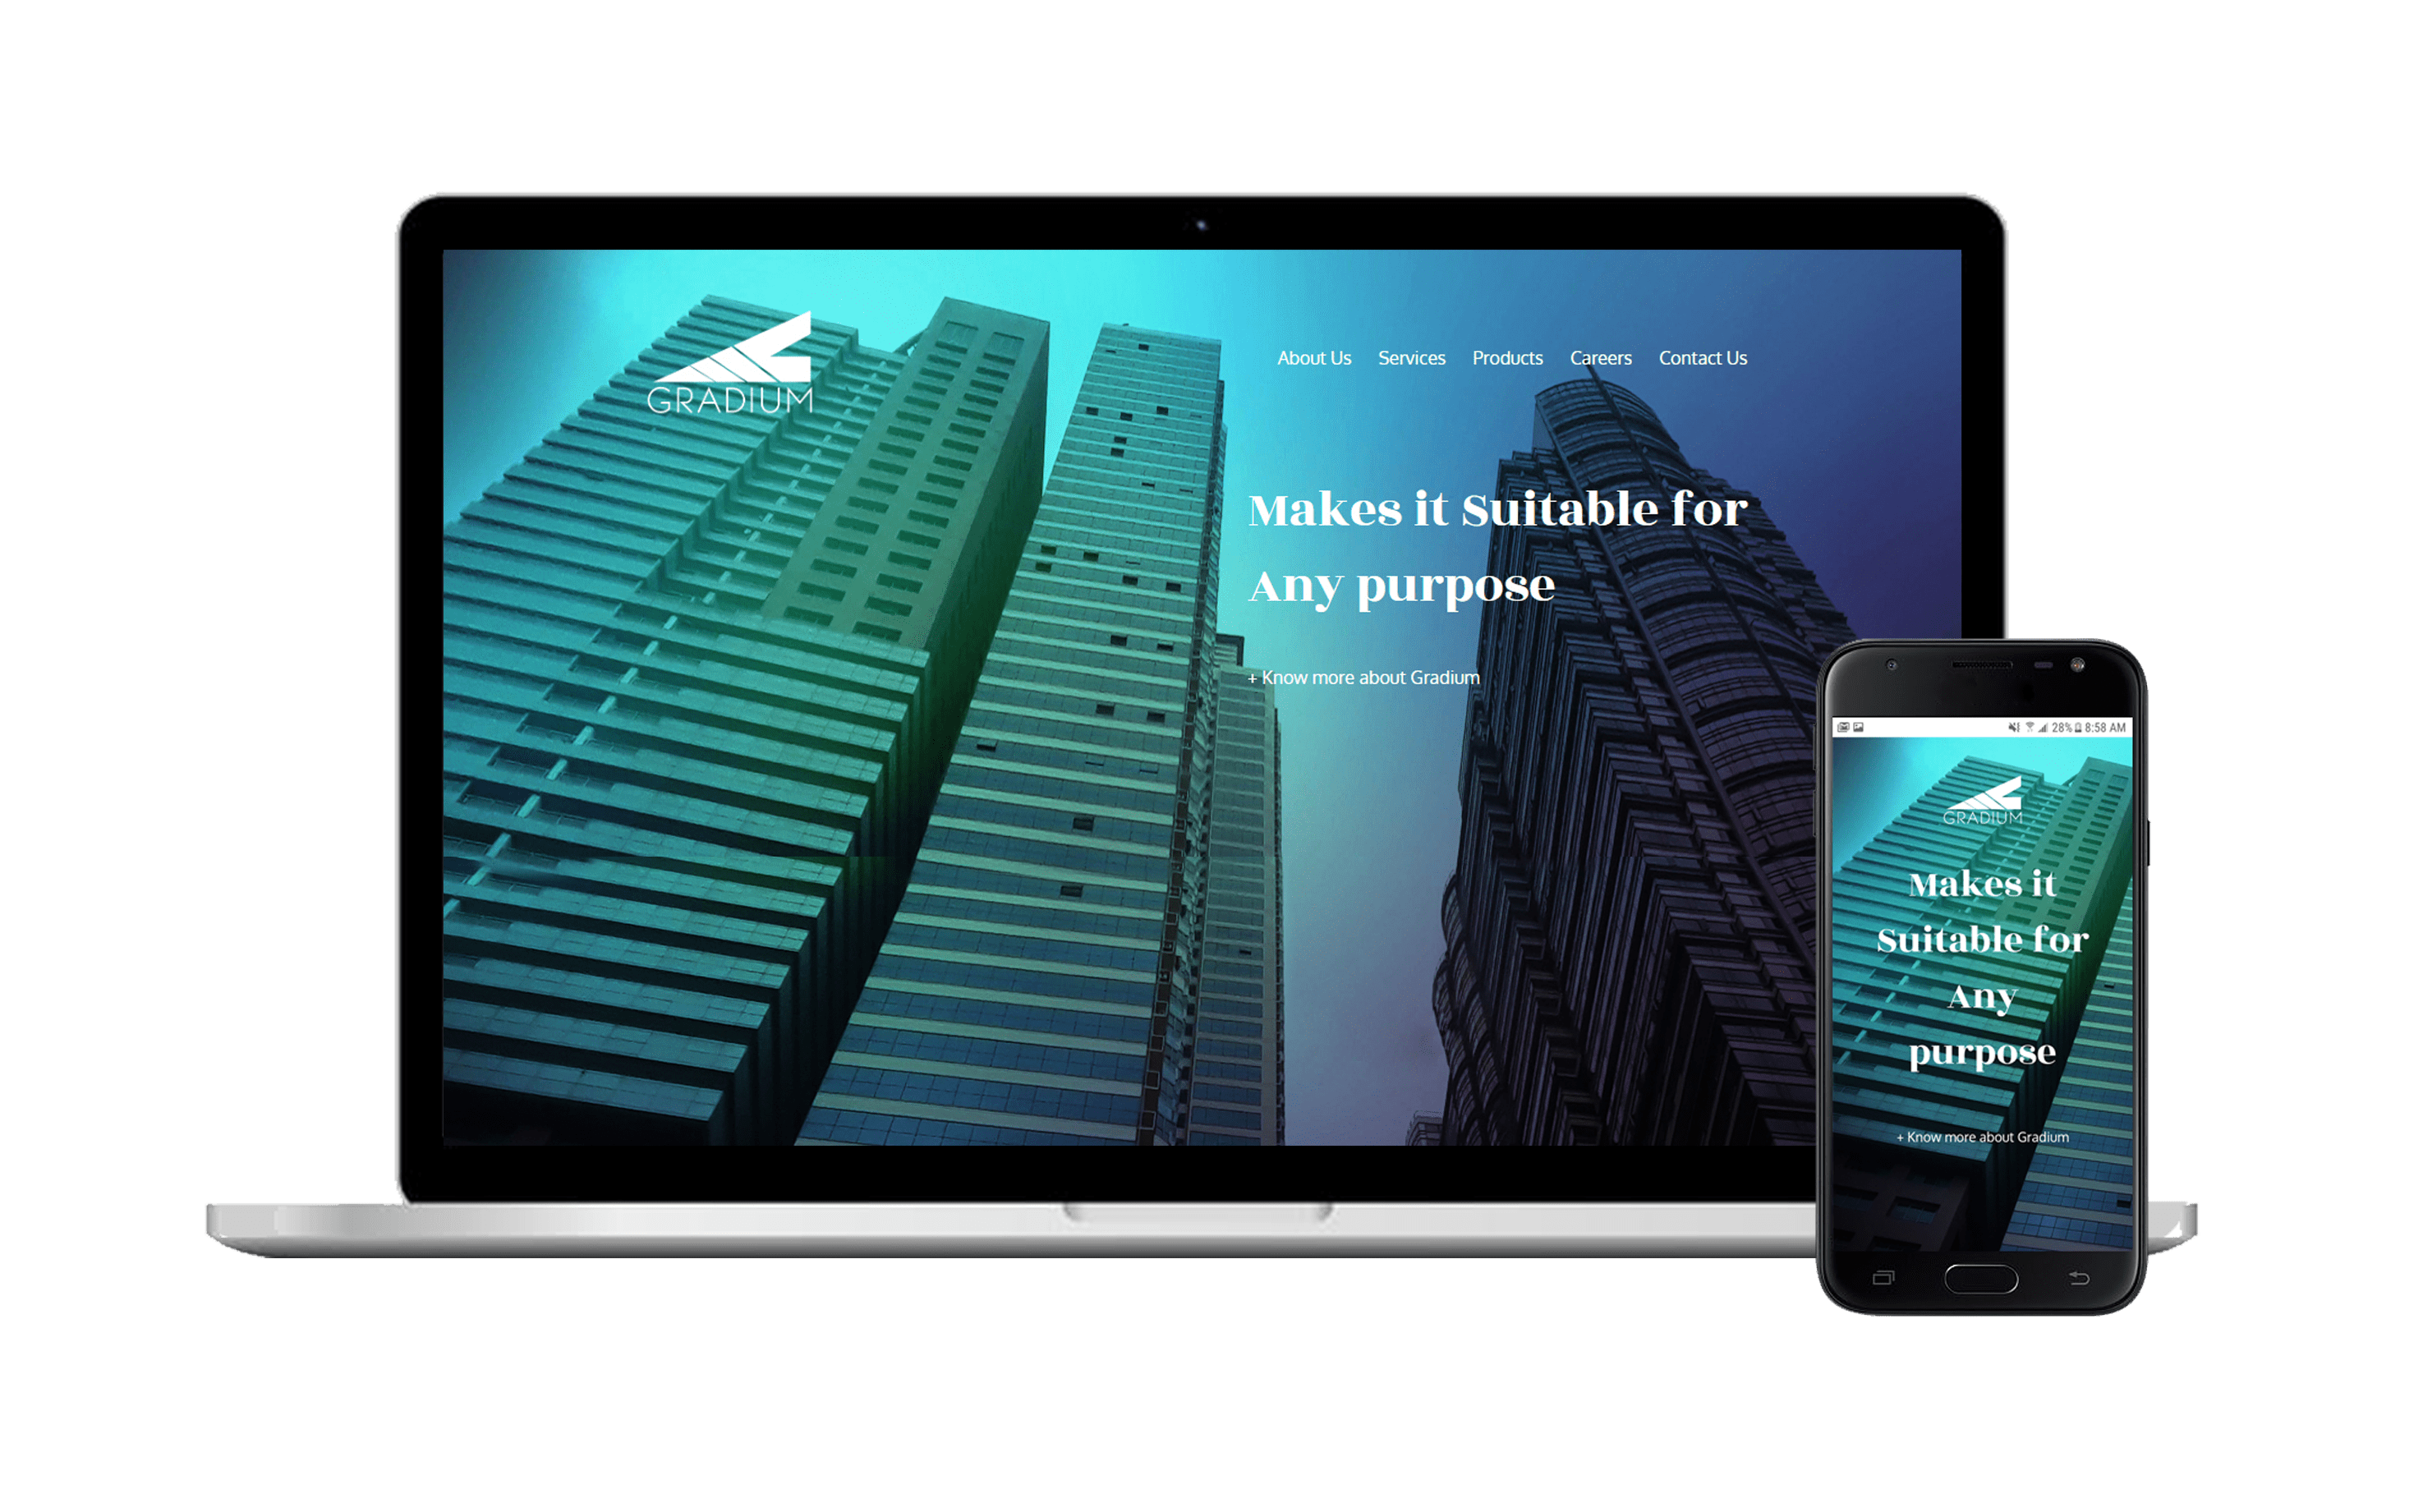 GRADIUM
About Us Services Products Careers Contact Us
Makes it Suitable for
Any purpose
+ Know more about Gradium
28% 8:58 AM
GRADIUM
Makes it
Suitable for
Any
purpose
+ Know more about Gradium